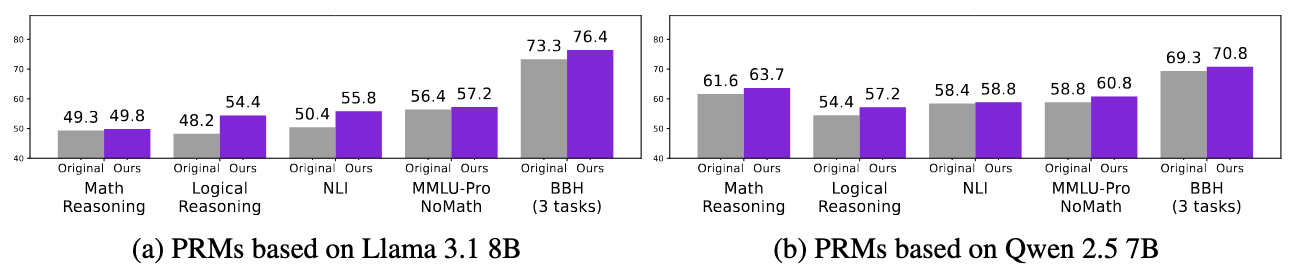 80
70
60
50
40
49.3 49.8
48.2 54.4
50.4 55.8
56.4 57.2
73.3 76.4
Original Ours Original Ours Original Ours Original Ours Original Ours
Math Reasoning
Logical Reasoning
NLI
MMLU-Pro NoMath
BBH (3 tasks)
(a) PRMs based on Llama 3.1 8B
80
70
60
50
40
61.6 63.7
54.4 57.2
58.4 58.8
58.8 60.8
69.3 70.8
Original Ours Original Ours Original Ours Original Ours Original Ours
Math Reasoning
Logical Reasoning
NLI
MMLU-Pro NoMath
BBH (3 tasks)
(b) PRMs based on Qwen 2.5 7B